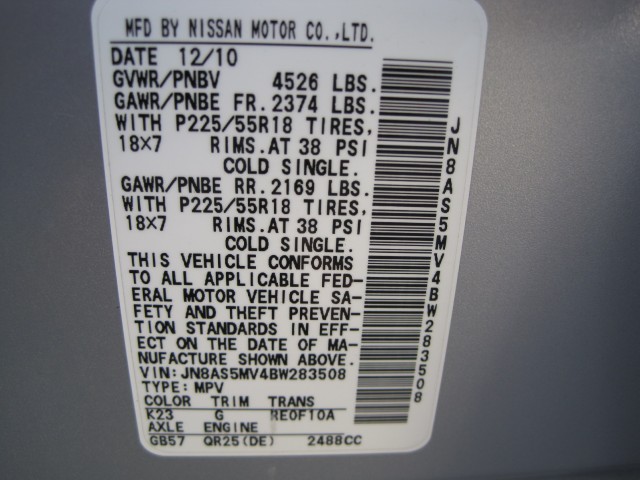 MFD BY NISSAN MOTOR CO.,LTD.
DATE 12/10
GVWR/PNBV 4526 LBS.
GAWR/PNBE FR. 2374 LBS.
WITH P225/55R18 TIRES,
18×7 RIMS. AT 38 PSI
COLD SINGLE.
GAWR/PNBE RR. 2169 LBS.
WITH P225/55R18 TIRES,
18×7 RIMS. AT 38 PSI
COLD SINGLE.
THIS VEHICLE CONFORMS
TO ALL APPLICABLE FED-
ERAL MOTOR VEHICLE SA-
FETY AND THEFT PREVEN-
TION STANDARDS IN EFF-
ECT ON THE DATE OF MA-
NUFACTURE SHOWN ABOVE.
VIN: JN8AS5MV4BW283508
TYPE: MPV
COLOR TRIM TRANS
K23 G RE0F10A
AXLE ENGINE
GB57 QR25(DE) 2488CC
JN8AS5MV4BW283508